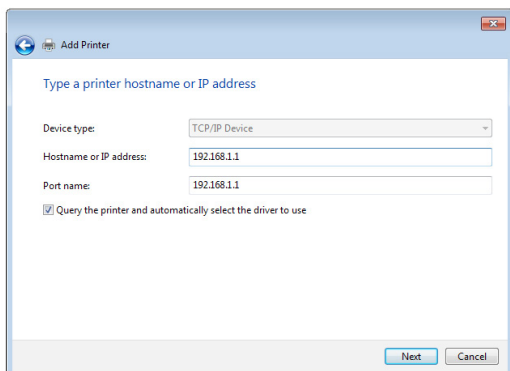 Add Printer
Type a printer hostname or IP address
Device type: TCP/IP Device
Hostname or IP address: 192.168.1.1
Port name: 192.168.1.1
Query the printer and automatically select the driver to use
Next Cancel